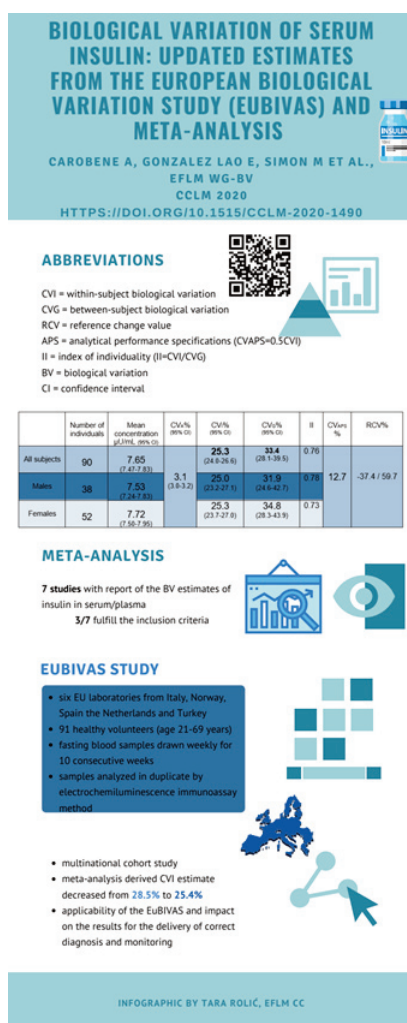 BIOLOGICAL VARIATION OF SERUM
INSULIN: UPDATED ESTIMATES
FROM THE EUROPEAN BIOLOGICAL
VARIATION STUDY (EUBIVAS) AND
META-ANALYSIS
INSULIN
CAROBENE A, GONZALEZ LAO E, SIMON M ET AL.,
EFLM WG-BV
CCLM 2020
HTTPS://DOI.ORG/10.1515/CCLM-2020-1490
ABBREVIATIONS
CVI = within-subject biological variation
CVG = between-subject biological variation
RCV = reference change value
APS = analytical performance specifications (CVAPS=0.5CVI)
II = index of individuality (II=CVI/CVG)
BV = biological variation
CI = confidence interval
Number of individuals Mean concentration µU/mL (95% CI) CVA% (95% CI) CVI% (95% CI) CVG% (95% CI) II CVAPS % RCV%
All subjects 90 7.65 (7.47-7.83) 3.1 (3.0-3.2) 25.3 (24.0-26.6) 33.4 (28.1-39.5) 0.76 12.7 -37.4 / 59.7
Males 38 7.53 (7.24-7.83) 25.0 (23.2-27.1) 31.9 (24.6-42.7) 0.78
Females 52 7.72 (7.50-7.95) 25.3 (23.7-27.0) 34.8 (28.3-43.9) 0.73
META-ANALYSIS
7 studies with report of the BV estimates of
insulin in serum/plasma
3/7 fulfill the inclusion criteria
EUBIVAS STUDY
• six EU laboratories from Italy, Norway,
Spain the Netherlands and Turkey
• 91 healthy volunteers (age 21-69 years)
• fasting blood samples drawn weekly for
10 consecutive weeks
• samples analyzed in duplicate by
electrochemiluminescence immunoassay
method
• multinational cohort study
• meta-analysis derived CVI estimate
decreased from 28.5% to 25.4%
• applicability of the EuBIVAS and impact
on the results for the delivery of correct
diagnosis and monitoring
INFOGRAPHIC BY TARA ROLIĆ, EFLM CC